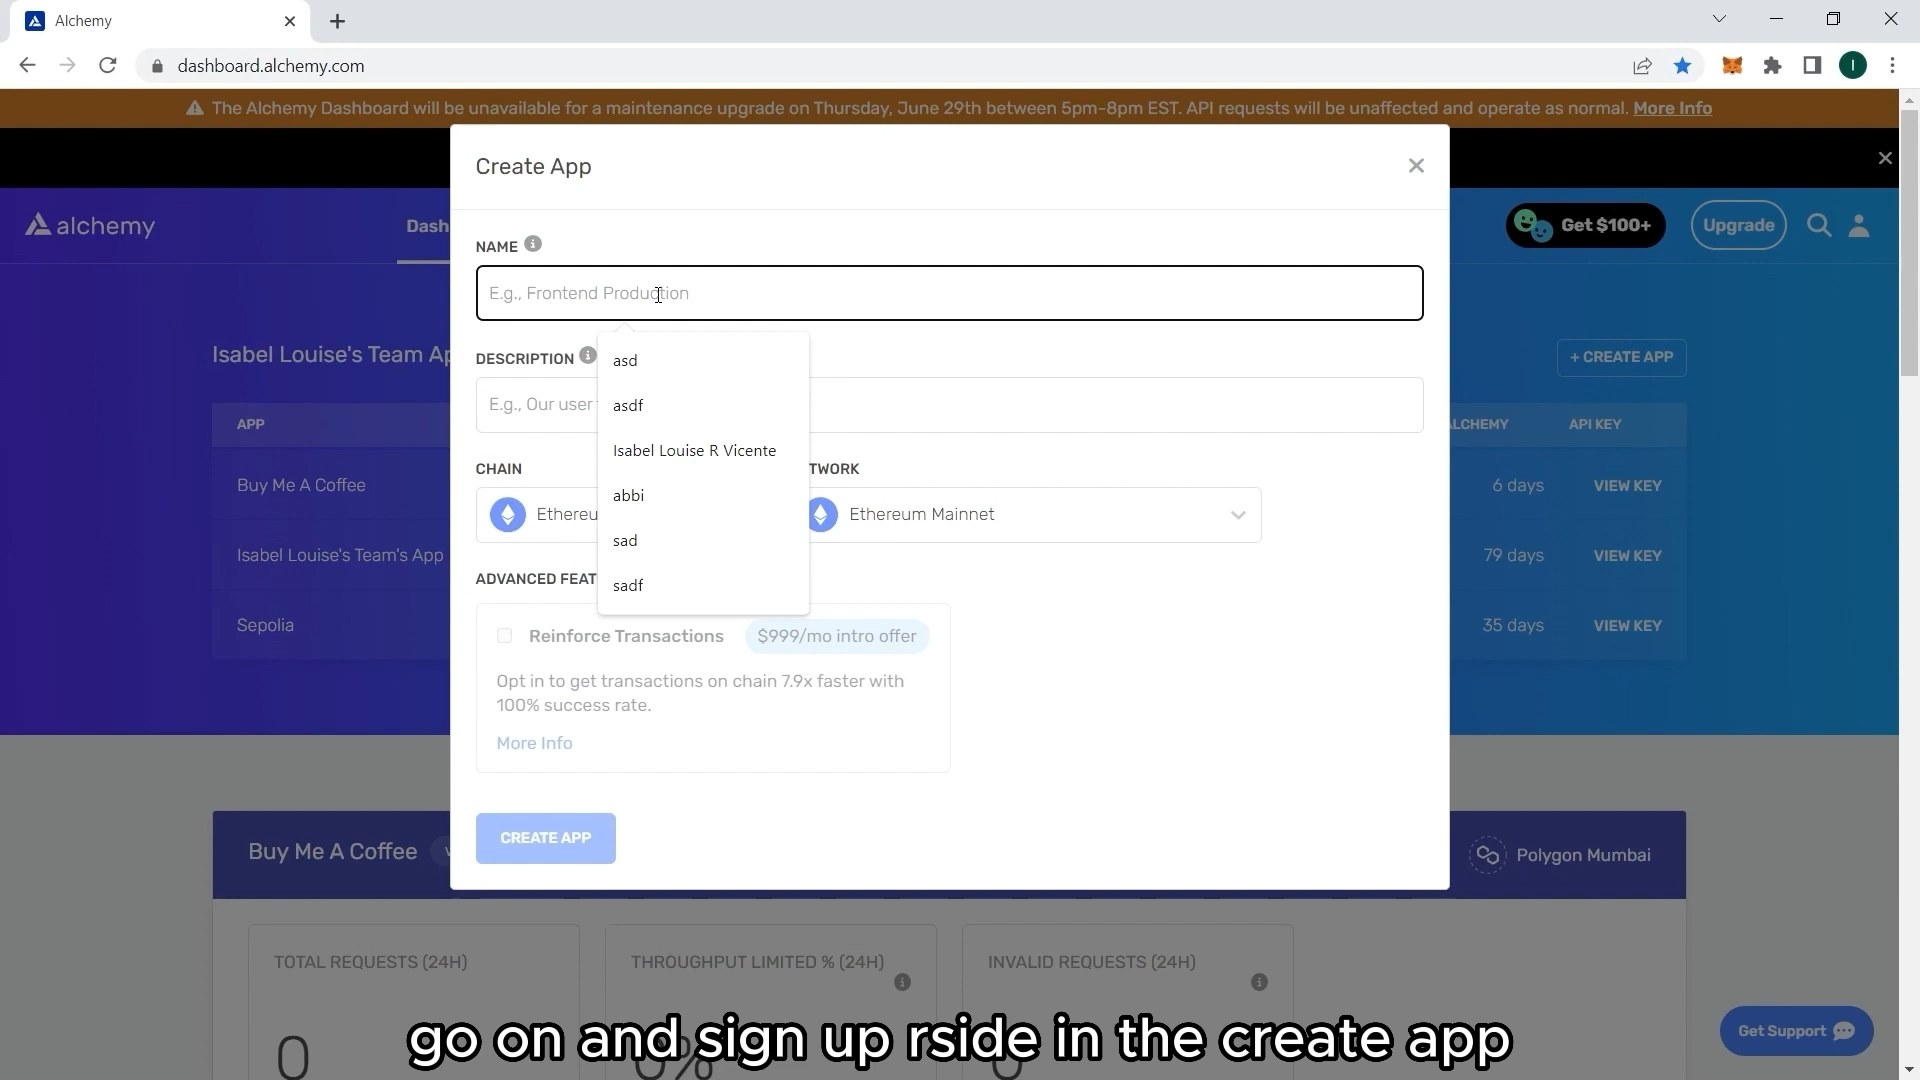 Alchemy
dashboard.alchemy.com
I
The Alchemy Dashboard will be unavailable for a maintenance upgrade on Thursday, June 29th between 5pm-8pm EST. API requests will be unaffected and operate as normal. More Info
Create App
alchemy
Dash
Get $100+
Upgrade
NAME
E.g., Frontend Production
Isabel Louise's Team Ap
+ CREATE APP
DESCRIPTION
E.g., Our user
asd
asdf
Isabel Louise R Vicente
abbi
sad
sadf
APP
ALCHEMY
API KEY
CHAIN
TWORK
Buy Me A Coffee
6 days
VIEW KEY
Ethereu
Ethereum Mainnet
Isabel Louise's Team's App
79 days
VIEW KEY
ADVANCED FEAT
Sepolia
35 days
VIEW KEY
Reinforce Transactions
$999/mo intro offer
Opt in to get transactions on chain 7.9x faster with
100% success rate.
More Info
CREATE APP
Buy Me A Coffee
Polygon Mumbai
TOTAL REQUESTS (24H)
THROUGHPUT LIMITED % (24H)
INVALID REQUESTS (24H)
0
0%
0
Get Support
go on and sign up rside in the create app